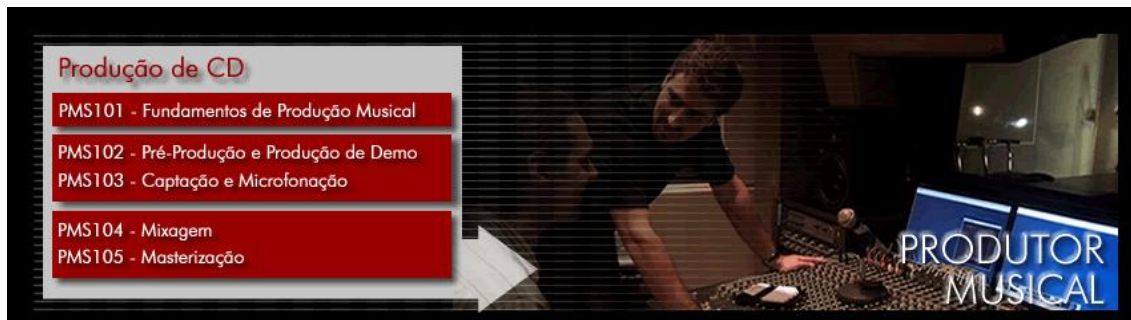 Produção de CD
PMS101 - Fundamentos de Produção Musical
PMS102 - Pré-Produção e Produção de Demo
PMS103 - Captação e Microfonação
PMS104 - Mixagem
PMS105 - Masterização
PRODUTOR
MUSICAL